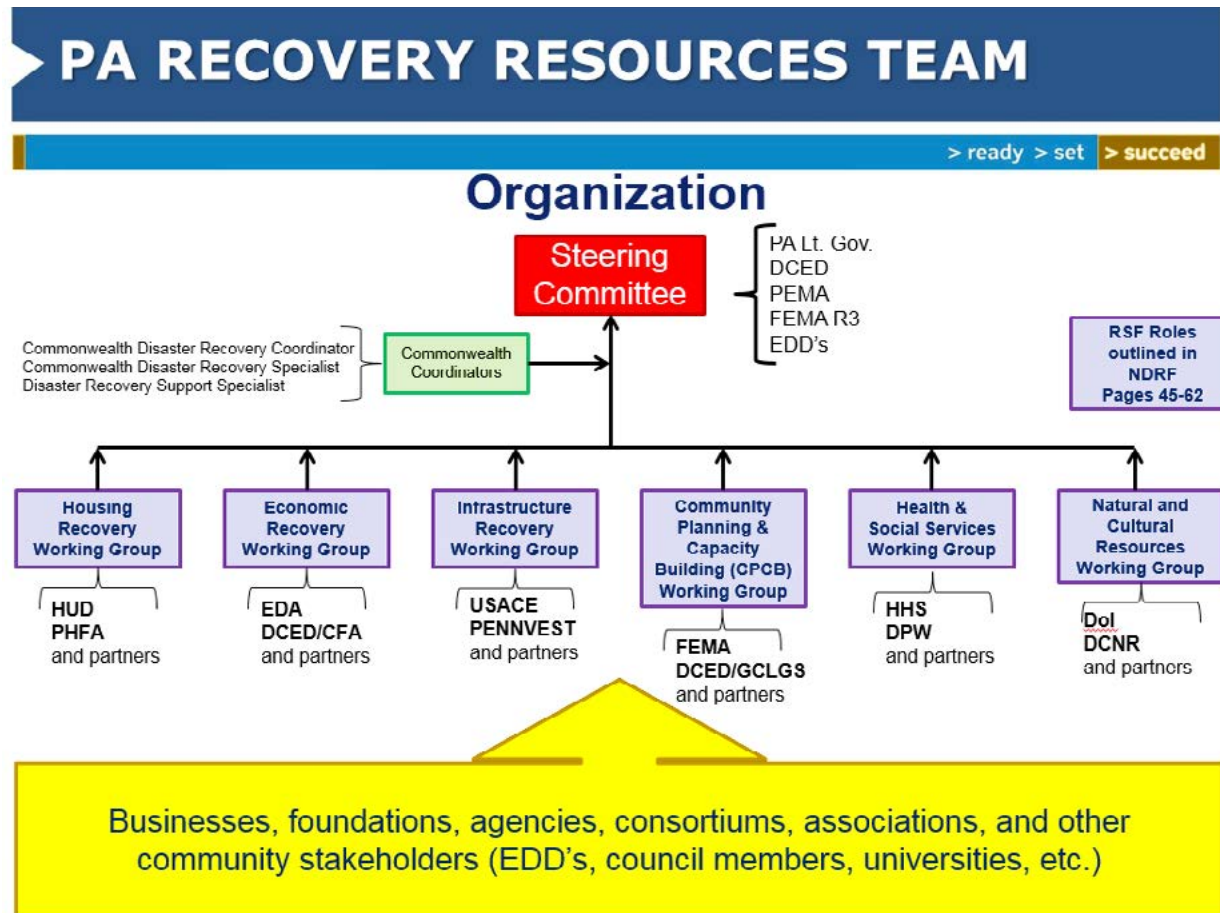 PA RECOVERY RESOURCES TEAM
> ready > set > succeed
Organization
Steering
Committee
PA Lt. Gov.
DCED
PEMA
FEMA R3
EDD's
Commonwealth Disaster Recovery Coordinator
Commonwealth Disaster Recovery Specialist
Disaster Recovery Support Specialist
Commonwealth
Coordinators
RSF Roles
outlined in
NDRF
Pages 45-62
Housing
Recovery
Working Group
HUD
PHFA
and partners
Economic
Recovery
Working Group
EDA
DCED/CFA
and partners
Infrastructure
Recovery
Working Group
USACE
PENNVEST
and partners
Community
Planning &
Capacity
Building (CPCB)
Working Group
FEMA
DCED/GCLGS
and partners
Health &
Social Services
Working Group
HHS
DPW
and partners
Natural and
Cultural
Resources
Working Group
DoI
DCNR
and partners
Businesses, foundations, agencies, consortiums, associations, and other
community stakeholders (EDD's, council members, universities, etc.)